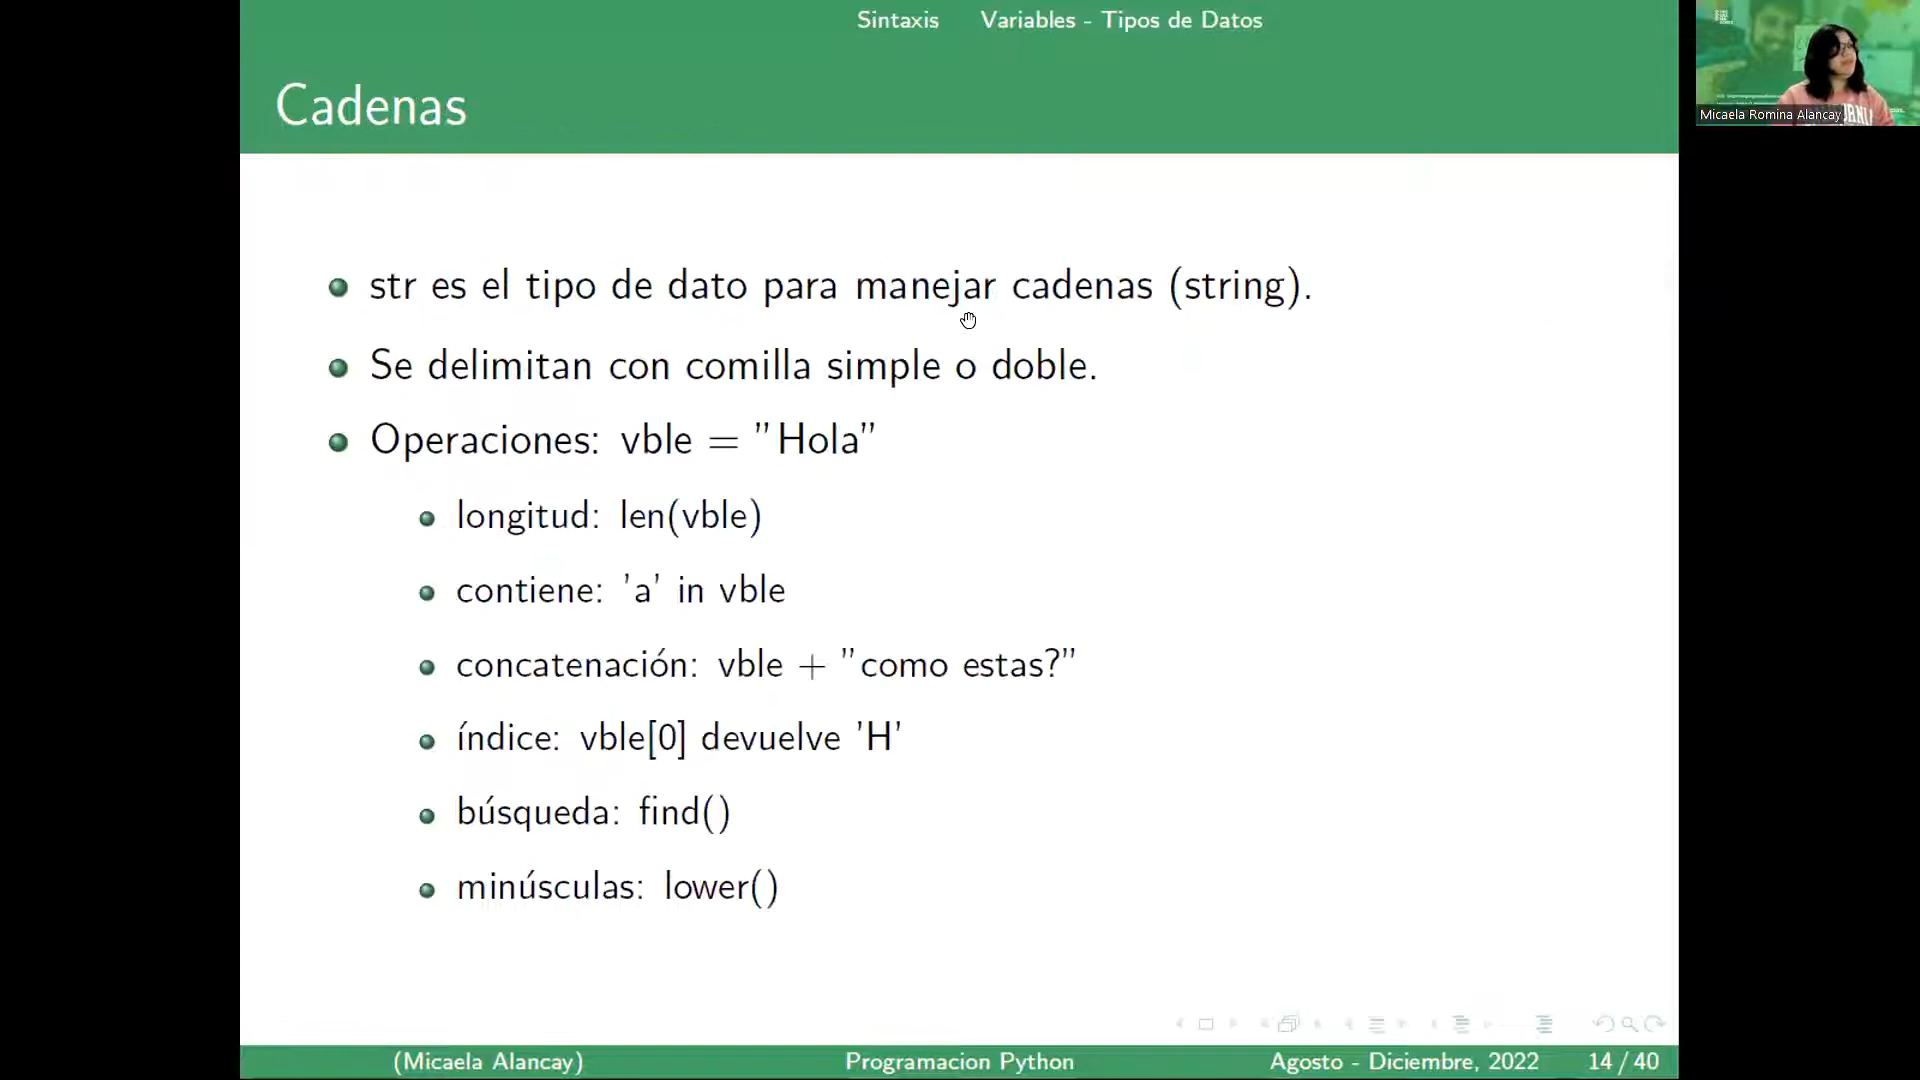 Sintaxis Variables - Tipos de Datos
Cadenas
str es el tipo de dato para manejar cadenas (string).
Se delimitan con comilla simple o doble.
Operaciones: vble = ”Hola”
longitud: len(vble)
contiene: ’a’ in vble
concatenación: vble + ”como estas?”
índice: vble[0] devuelve ’H’
búsqueda: find()
minúsculas: lower()
(Micaela Alancay) Programacion Python Agosto - Diciembre, 2022 14 / 40
Micaela Romina Alancay